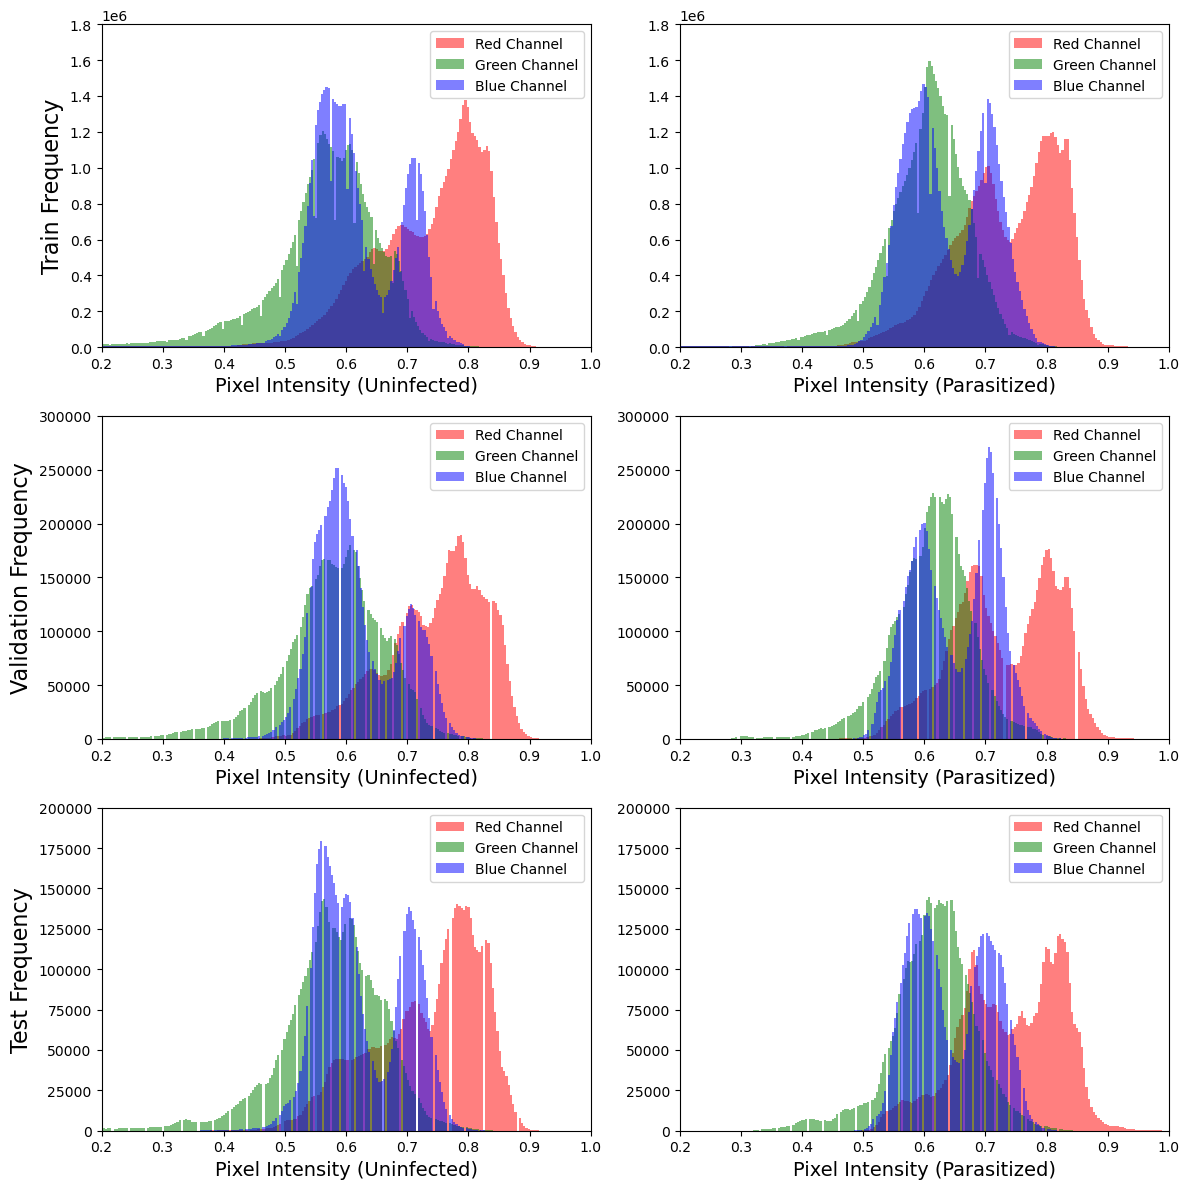 1e6
1.8
1.6
1.4
1.2
1.0
0.8
0.6
0.4
0.2
0.0
Train Frequency
Red Channel
Green Channel
Blue Channel
0.2 0.3 0.4 0.5 0.6 0.7 0.8 0.9 1.0
Pixel Intensity (Uninfected)
1e6
1.8
1.6
1.4
1.2
1.0
0.8
0.6
0.4
0.2
0.0
Red Channel
Green Channel
Blue Channel
0.2 0.3 0.4 0.5 0.6 0.7 0.8 0.9 1.0
Pixel Intensity (Parasitized)
300000
250000
200000
150000
100000
50000
0
Validation Frequency
Red Channel
Green Channel
Blue Channel
0.2 0.3 0.4 0.5 0.6 0.7 0.8 0.9 1.0
Pixel Intensity (Uninfected)
300000
250000
200000
150000
100000
50000
0
Red Channel
Green Channel
Blue Channel
0.2 0.3 0.4 0.5 0.6 0.7 0.8 0.9 1.0
Pixel Intensity (Parasitized)
200000
175000
150000
125000
100000
75000
50000
25000
0
Test Frequency
Red Channel
Green Channel
Blue Channel
0.2 0.3 0.4 0.5 0.6 0.7 0.8 0.9 1.0
Pixel Intensity (Uninfected)
200000
175000
150000
125000
100000
75000
50000
25000
0
Red Channel
Green Channel
Blue Channel
0.2 0.3 0.4 0.5 0.6 0.7 0.8 0.9 1.0
Pixel Intensity (Parasitized)